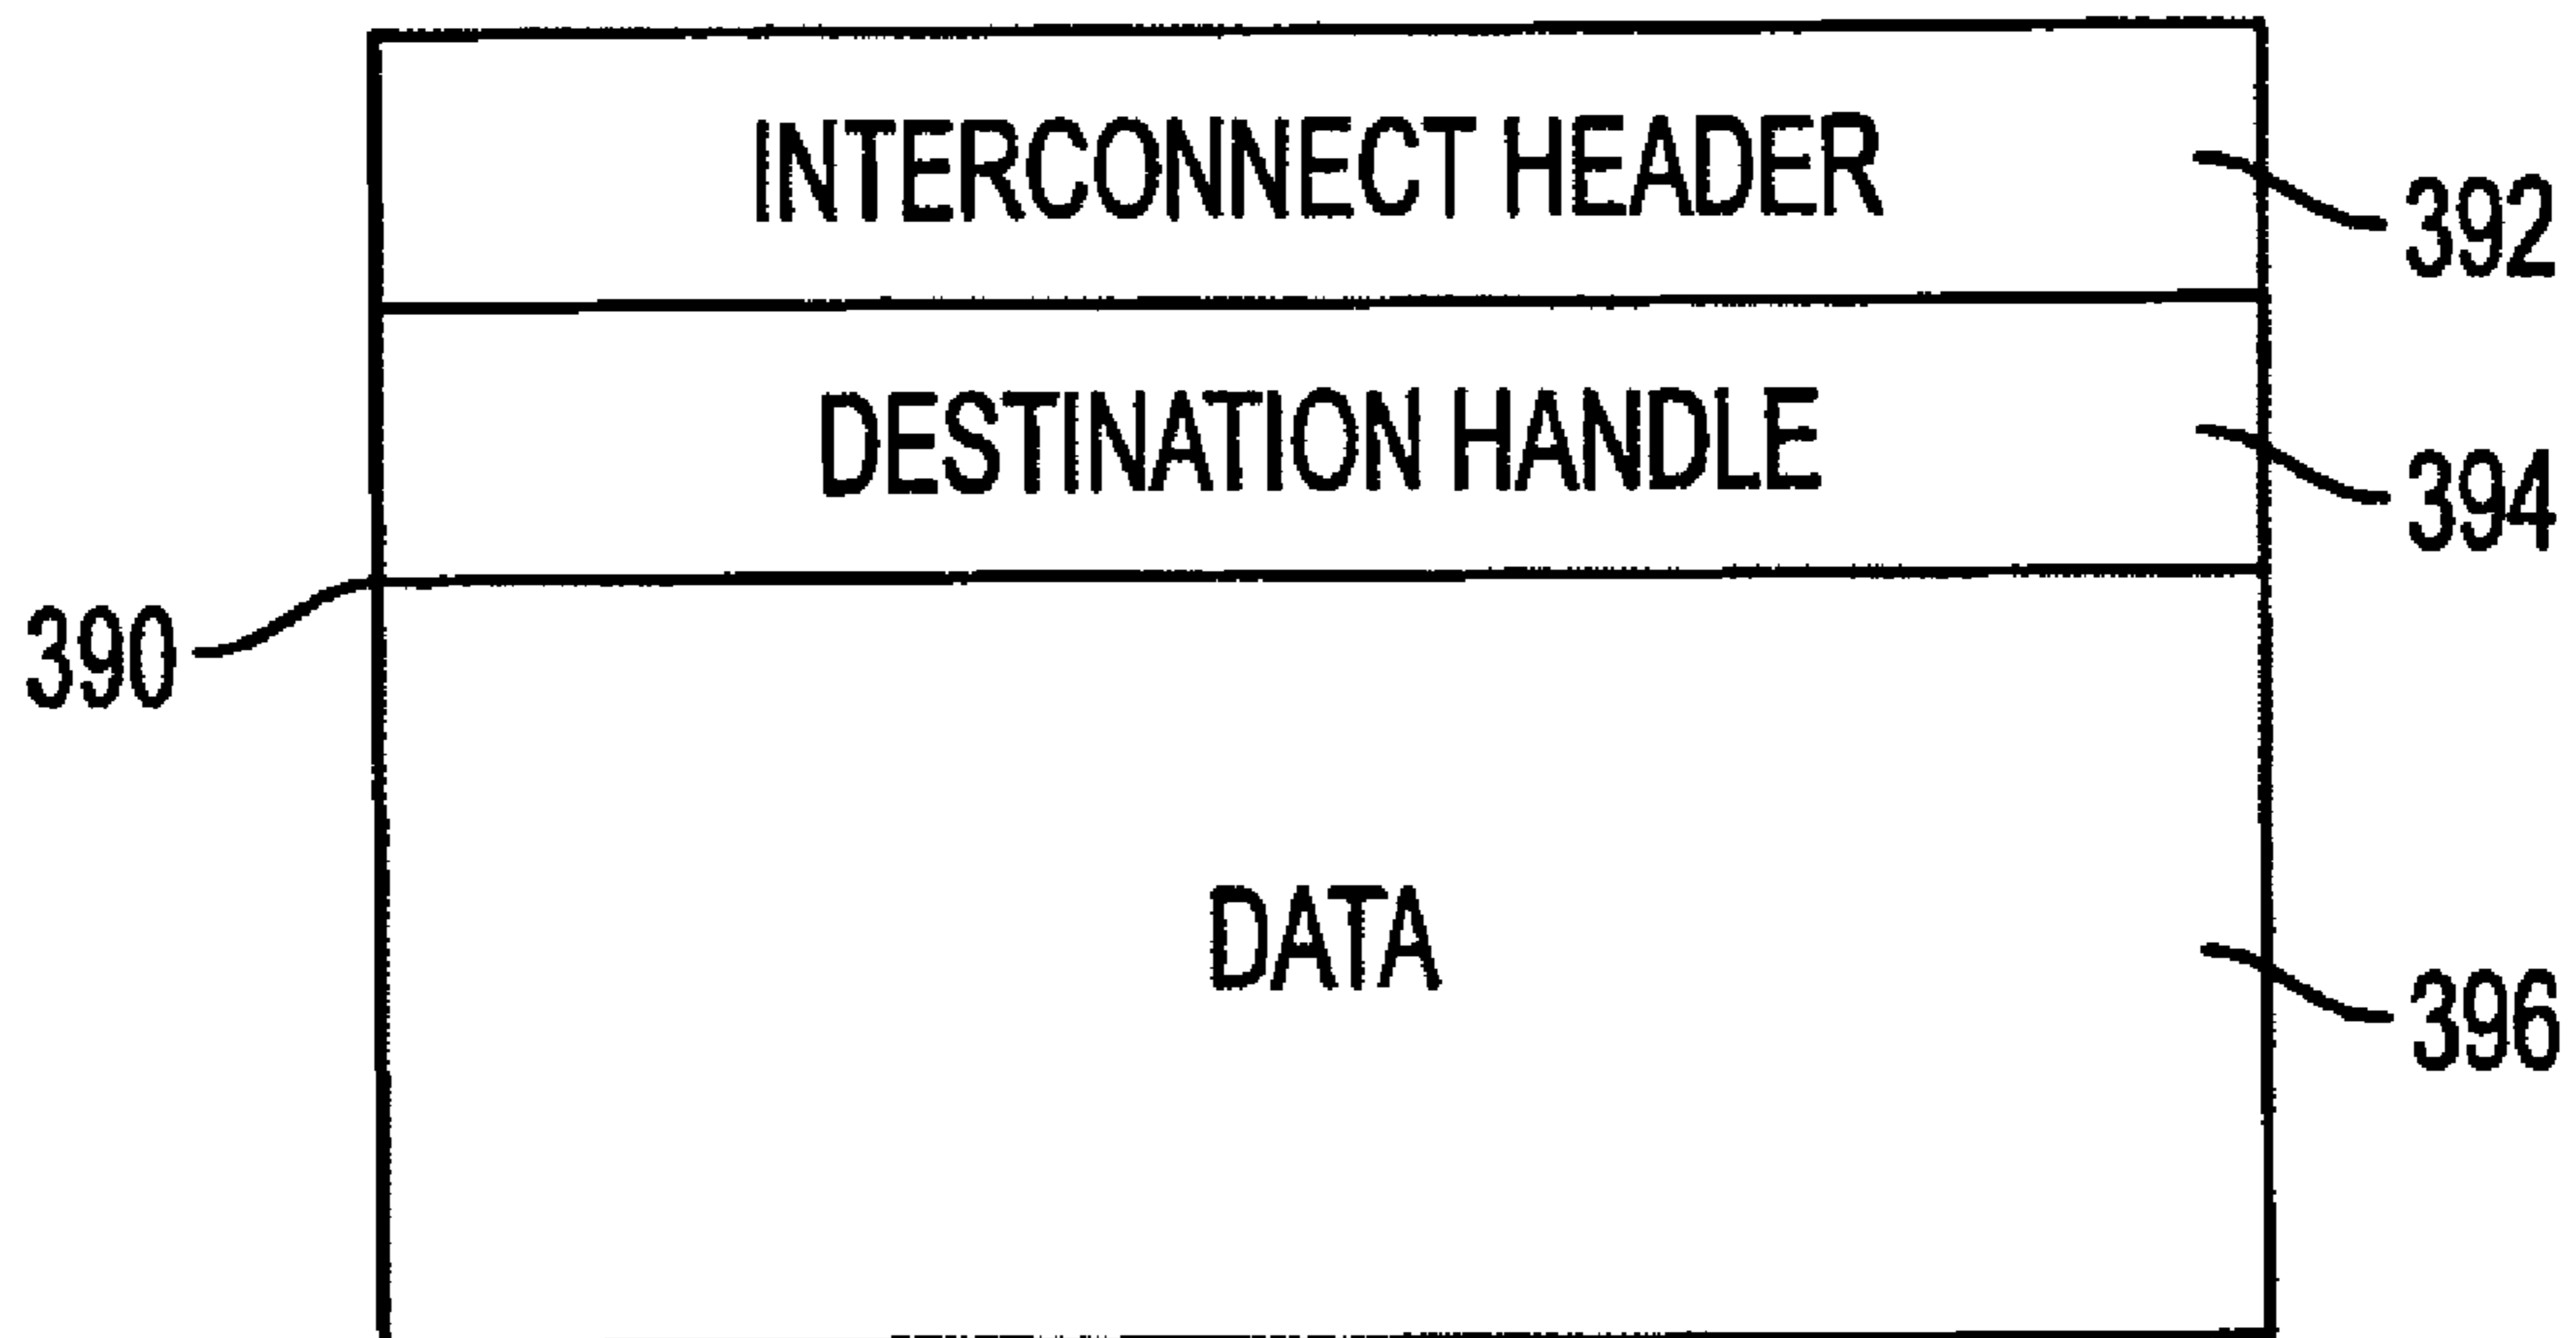 INTERCONNECT HEADER
392
DESTINATION HANDLE
394
390
DATA
396